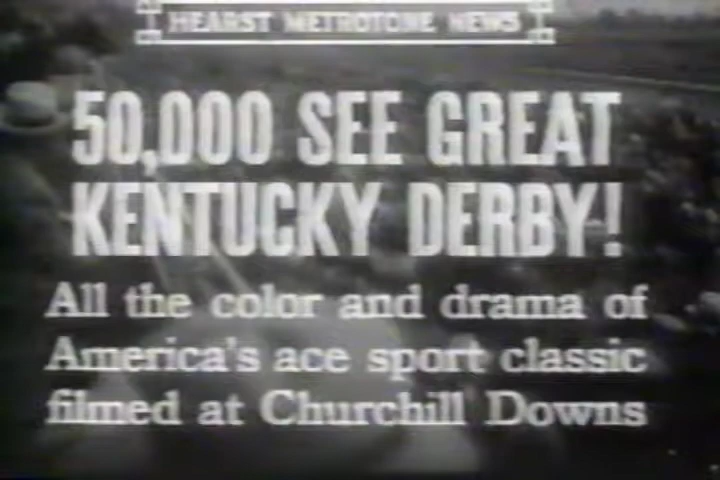 HEARST METROTONE NEWS
50,000 SEE GREAT
KENTUCKY DERBY!
All the color and drama of
America's ace sport classic
filmed at Churchill Downs